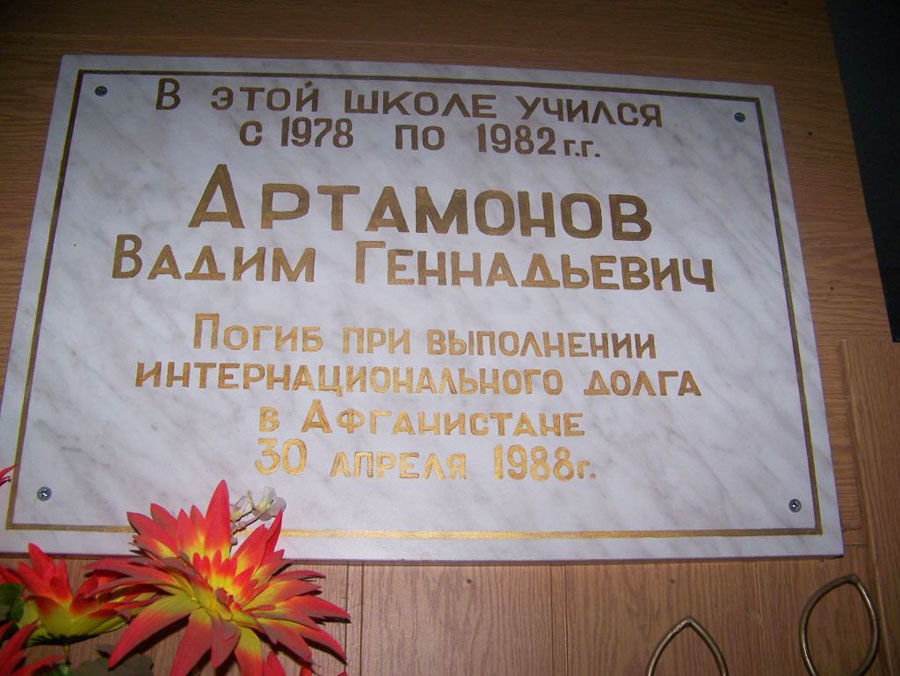 В ЭТОЙ ШКОЛЕ УЧИЛСЯ
С 1978 ПО 1982 г.г.
АРТАМОНОВ
ВАДИМ ГЕННАДЬЕВИЧ
ПОГИБ ПРИ ВЫПОЛНЕНИИ
ИНТЕРНАЦИОНАЛЬНОГО ДОЛГА
В АФГАНИСТАНЕ
30 АПРЕЛЯ 1988г.